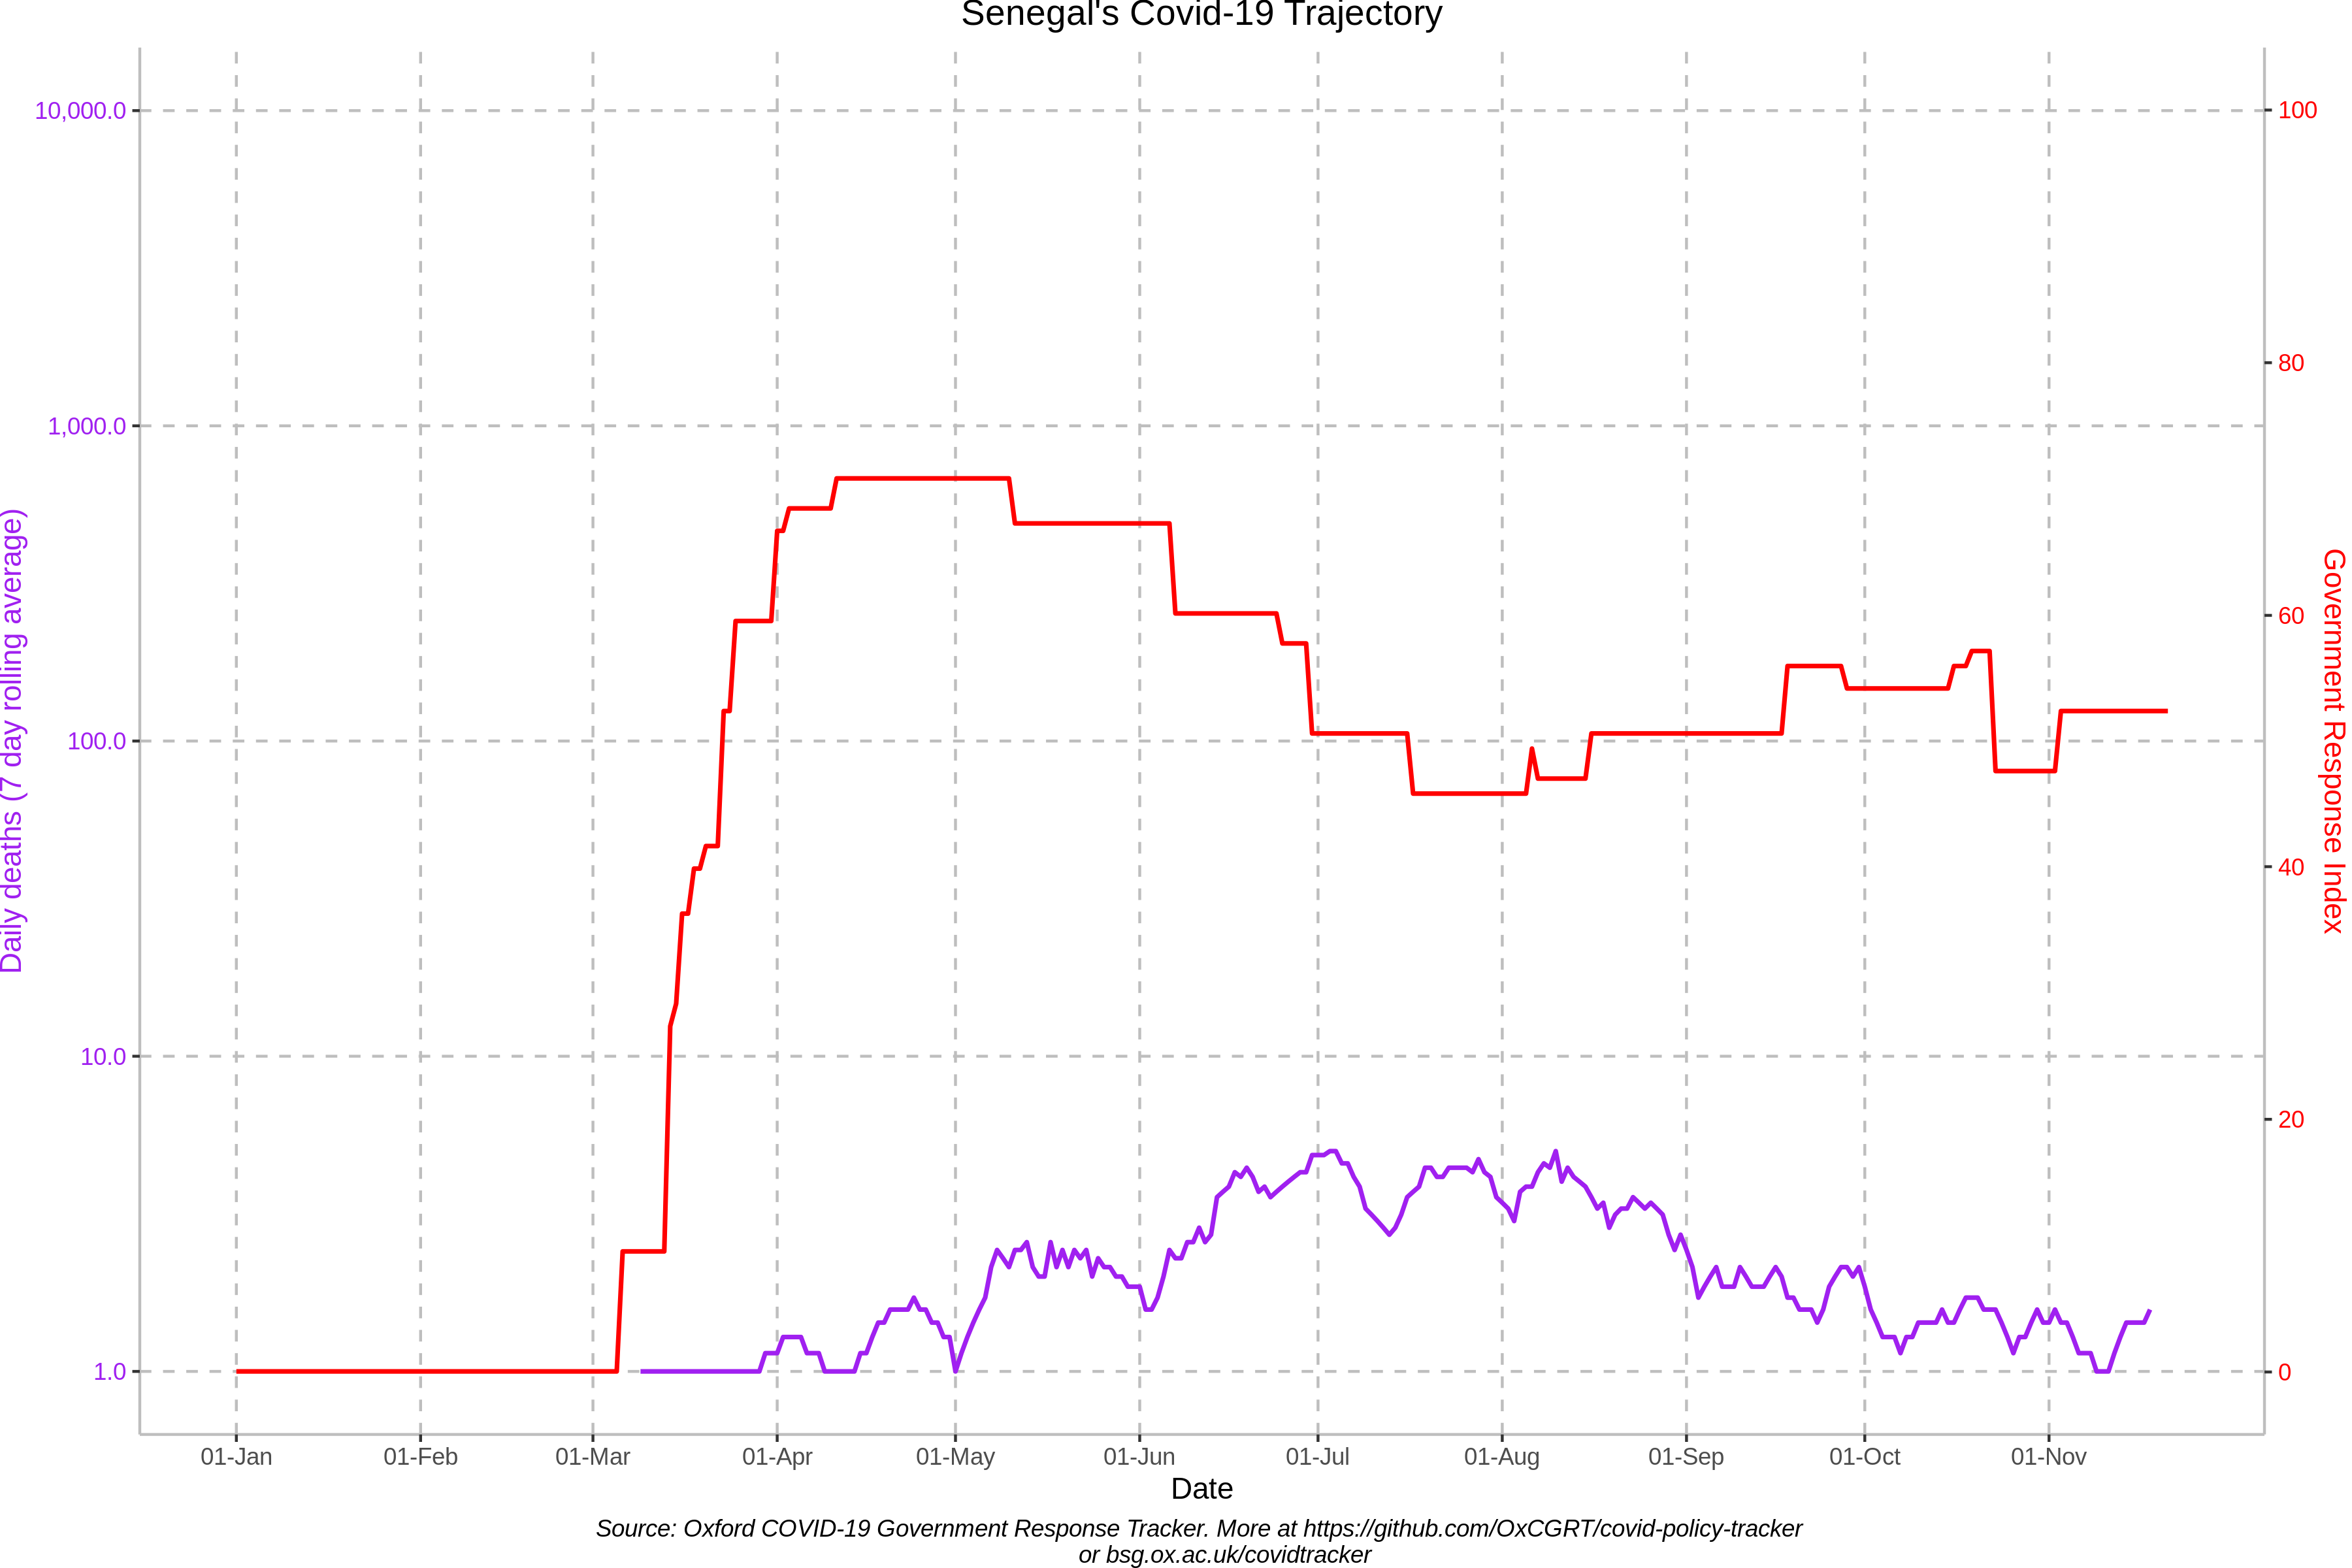 Senegal's Covid-19 Trajectory
10,000.0
1,000.0
100.0
10.0
1.0
Daily deaths (7 day rolling average)
100
80
60
40
20
0
Government Response Index
01-Jan 01-Feb 01-Mar 01-Apr 01-May 01-Jun 01-Jul 01-Aug 01-Sep 01-Oct 01-Nov
Date
Source: Oxford COVID-19 Government Response Tracker. More at https://github.com/OxCGRT/covid-policy-tracker
or bsg.ox.ac.uk/covidtracker